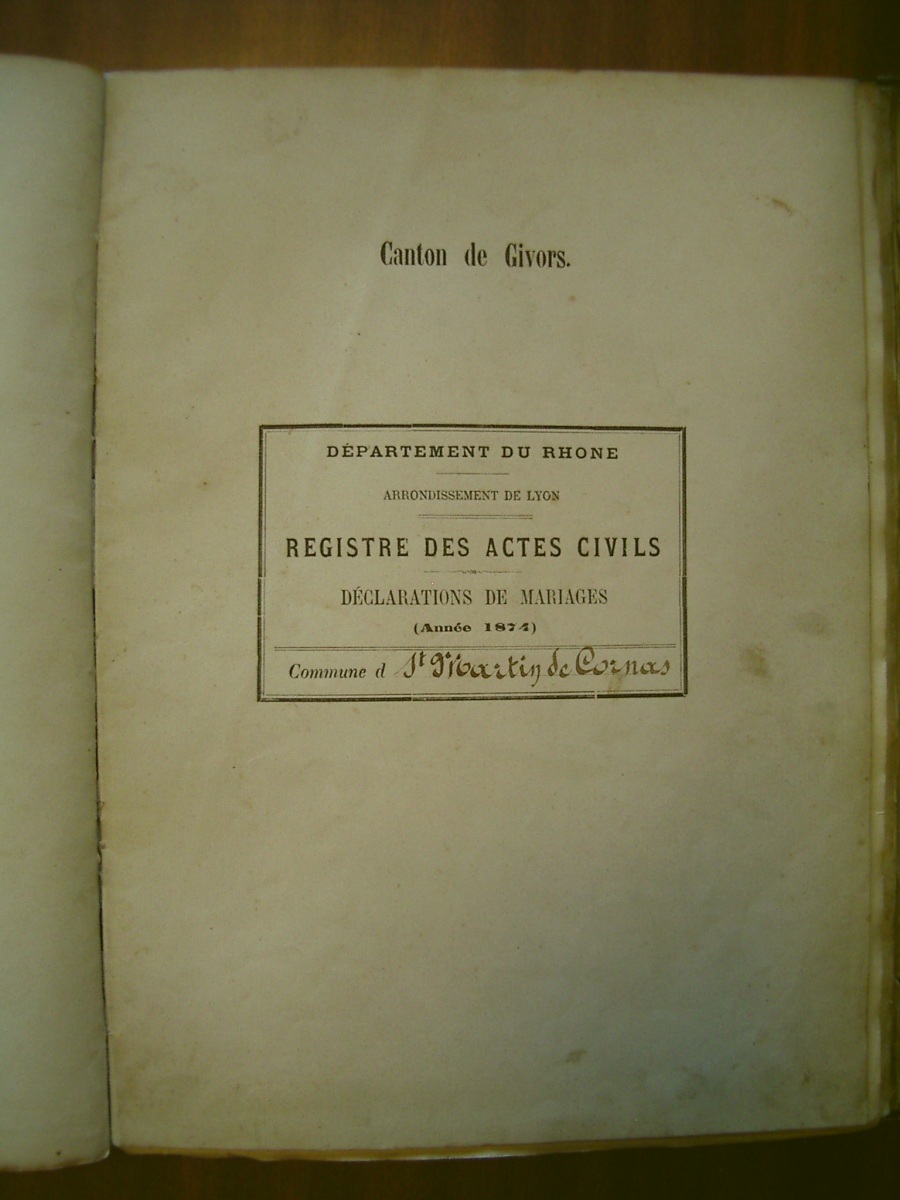 Canton de Givors.
DÉPARTEMENT DU RHONE
ARRONDISSEMENT DE LYON
REGISTRE DES ACTES CIVILS
DÉCLARATIONS DE MARIAGES
(Année 1874)
Commune d St Martin de Cornas